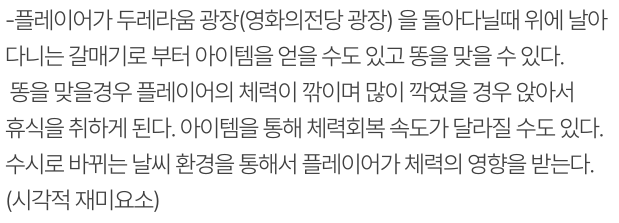 -플레이어가 두레라움 광장(영화의전당 광장) 을 돌아다닐때 위에 날아
다니는 갈매기로 부터 아이템을 얻을 수도 있고 똥을 맞을 수 있다.
똥을 맞을경우 플레이어의 체력이 깎이며 많이 깍였을 경우 앉아서
휴식을 취하게 된다. 아이템을 통해 체력회복 속도가 달라질 수도 있다.
수시로 바뀌는 날씨 환경을 통해서 플레이어가 체력의 영향을 받는다.
(시각적 재미요소)